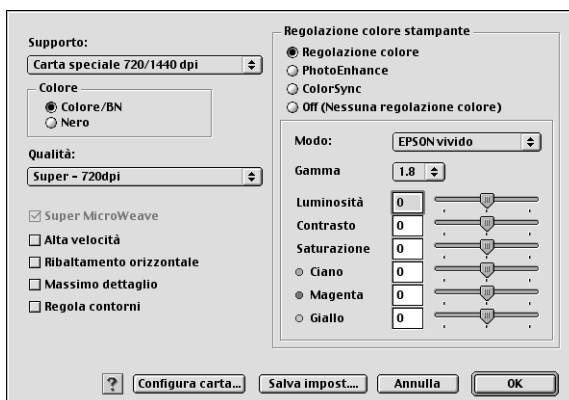 Supporto:
Carta speciale 720/1440 dpi
Colore
Colore/BN
Nero
Qualità:
Super - 720dpi
Super MicroWeave
Alta velocità
Ribaltamento orizzontale
Massimo dettaglio
Regola contorni
Regolazione colore stampante
Regolazione colore
PhotoEnhance
ColorSync
Off (Nessuna regolazione colore)
Modo: EPSON vivido
Gamma 1.8
Luminosità 0
Contrasto 0
Saturazione 0
Ciano 0
Magenta 0
Giallo 0
? Configura carta... Salva impost.... Annulla OK